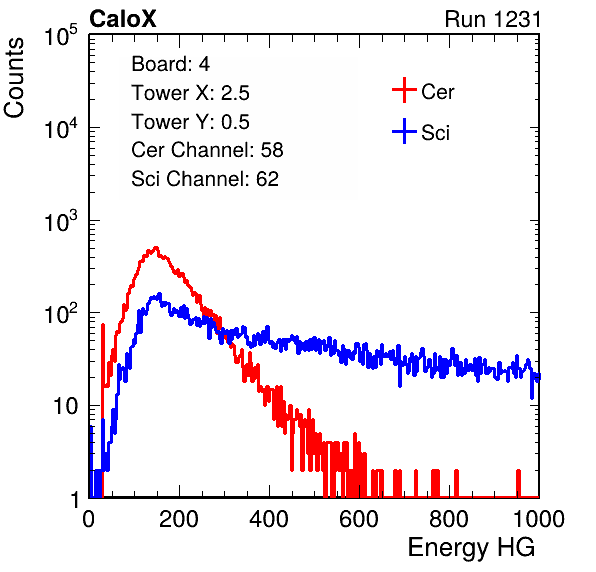 CaloX Run 1231
Counts
Board: 4
Tower X: 2.5
Tower Y: 0.5
Cer Channel: 58
Sci Channel: 62
Cer
Sci
10^5
10^4
10^3
10^2
10
1
0 200 400 600 800 1000
Energy HG